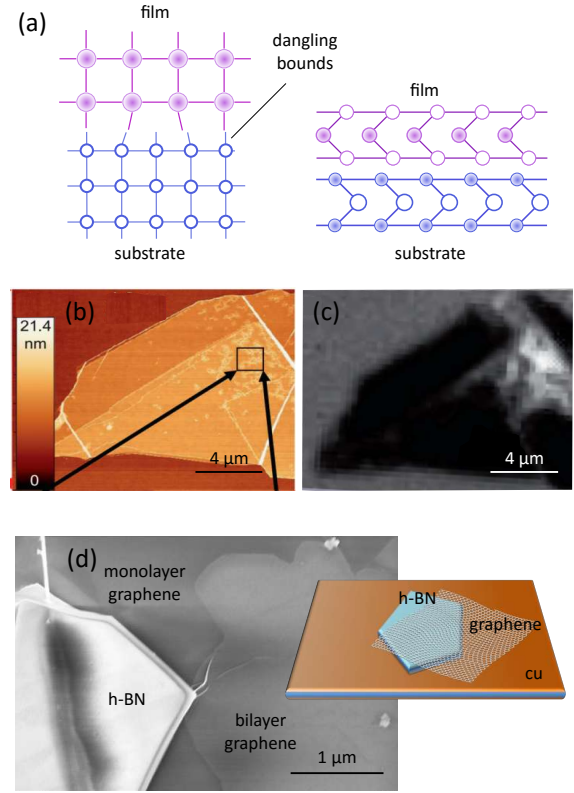 (a)
film
dangling
bounds
film
substrate
substrate
(b)
21.4
nm
0
4 µm
(c)
4 µm
(d)
monolayer
graphene
h-BN
bilayer
graphene
1 µm
h-BN
graphene
cu